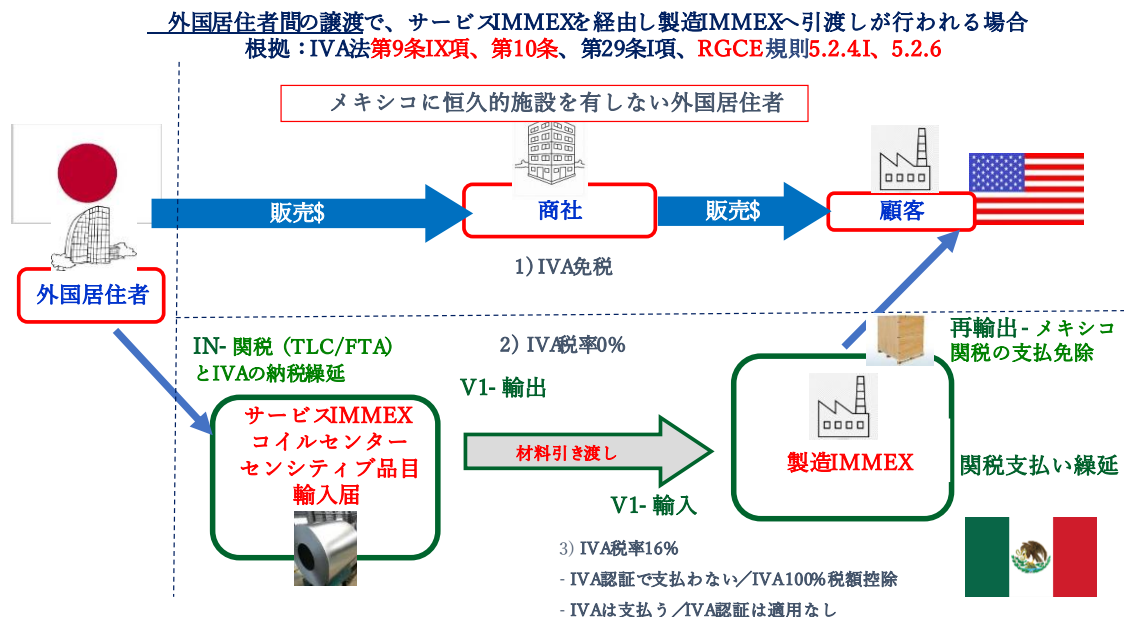 外国居住者間の譲渡で、サービスIMMEXを経由し製造IMMEXへ引渡しが行われる場合
根拠：IVA法第9条IX項、第10条、第29条I項、RGCE規則5.2.4.I、5.2.6
メキシコに恒久的施設を有しない外国居住者
販売$
商社
販売$
顧客
1) IVA免税
外国居住者
IN- 関税（TLC/FTA）
とIVAの納税繰延
2) IVA税率0%
再輸出 - メキシコ
関税の支払免除
V1- 輸出
サービスIMMEX
コイルセンター
センシティブ品目
輸入届
材料引き渡し
製造IMMEX
関税支払い繰延
V1- 輸入
3) IVA税率16%
- IVA認証で支払わない／IVA100%税額控除
- IVAは支払う／IVA認証は適用なし